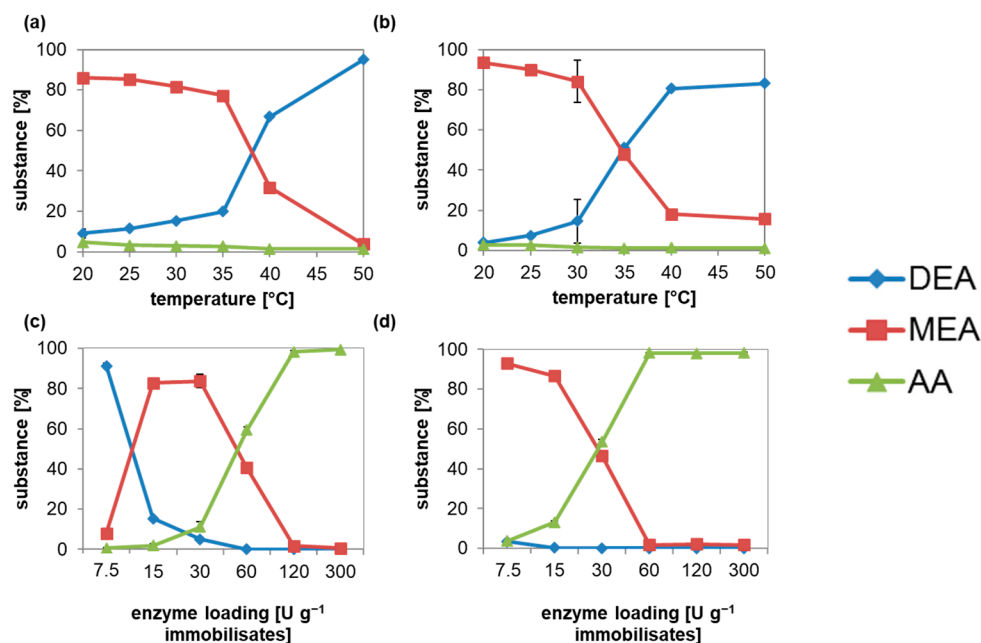 (a)
100
80
60
40
20
0
substance [%]
20 25 30 35 40 45 50
temperature [°C]
(b)
100
80
60
40
20
0
substance [%]
20 25 30 35 40 45 50
temperature [°C]
(c)
100
80
60
40
20
0
substance [%]
7.5 15 30 60 120 300
enzyme loading [U g⁻¹
immobilisates]
(d)
100
80
60
40
20
0
substance [%]
7.5 15 30 60 120 300
enzyme loading [U g⁻¹
immobilisates]
DEA
MEA
AA